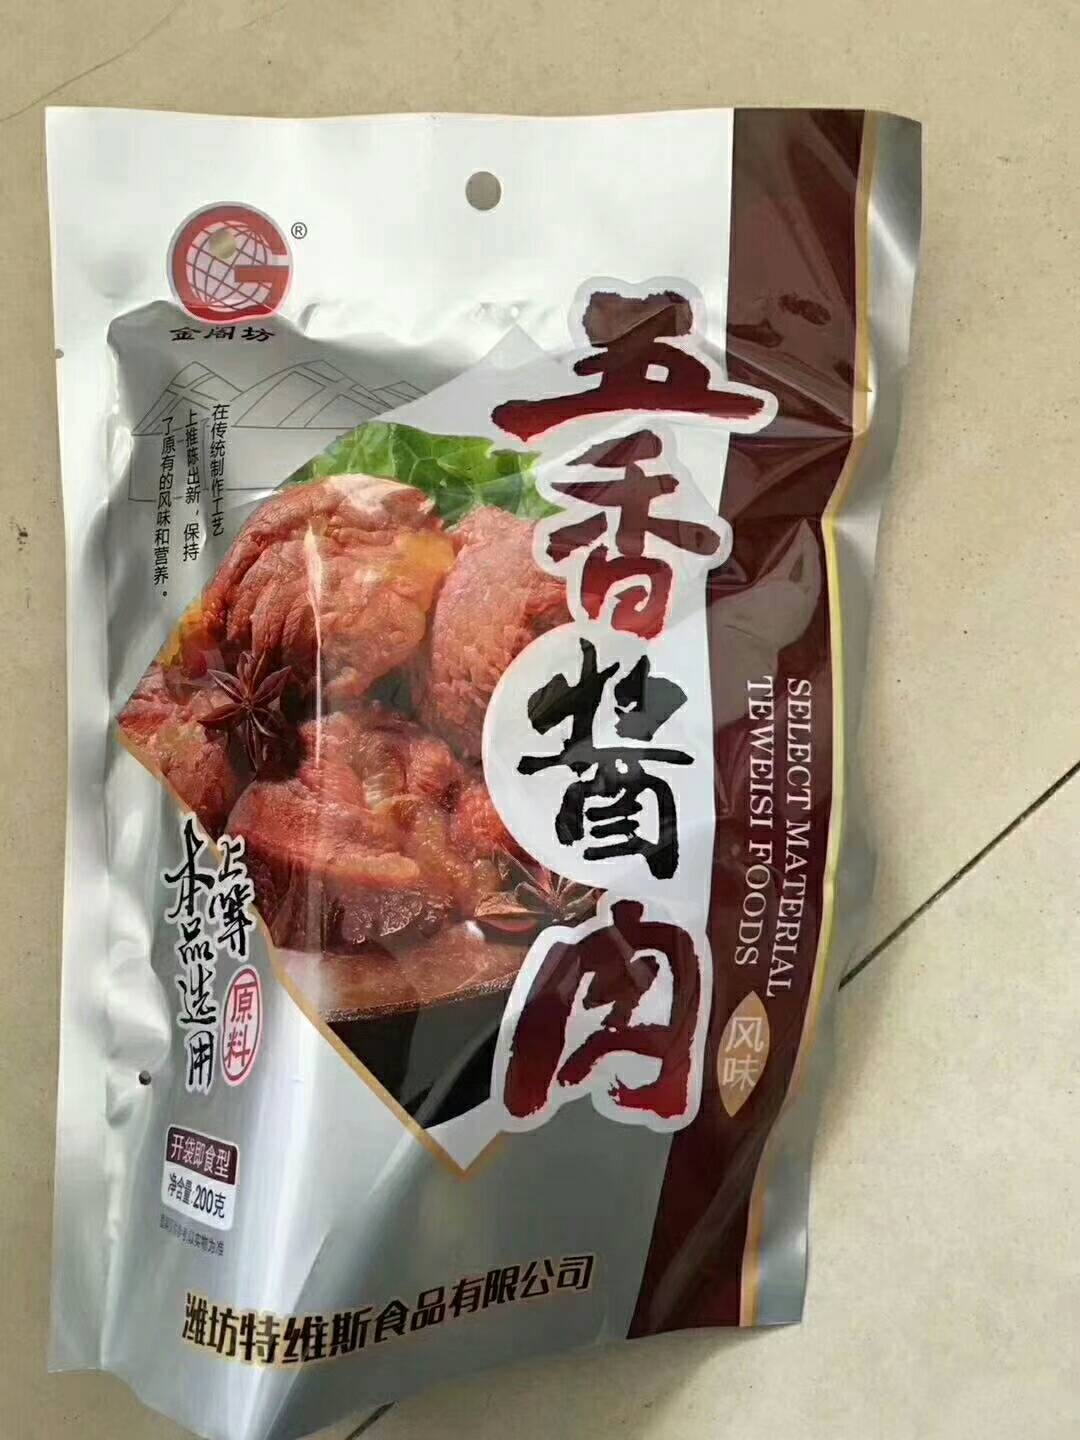 ®
金阁坊
在传统制作工艺
上推陈出新，保持
了原有的风味和营养。
五香酱肉
SELECT MATERIAL
TEWEISI FOODS
风味
上等
原料
本品选用
开袋即食型
净含量:200克
潍坊特维斯食品有限公司